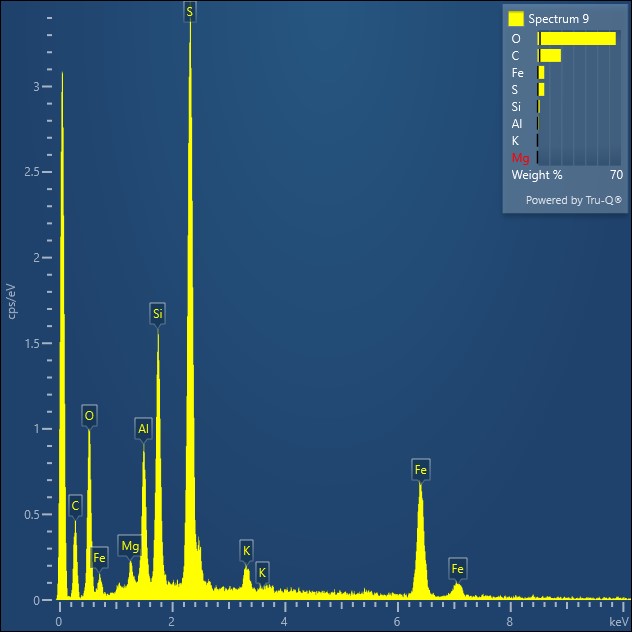 S
Spectrum 9
O
C
Fe
S
Si
Al
K
Mg
Weight % 70
Powered by Tru-Q®
3
2.5
2
cps/eV
Si
1.5
O
Al
1
Fe
C
0.5
Mg
K
Fe
K
Fe
0
0 2 4 6 8 keV